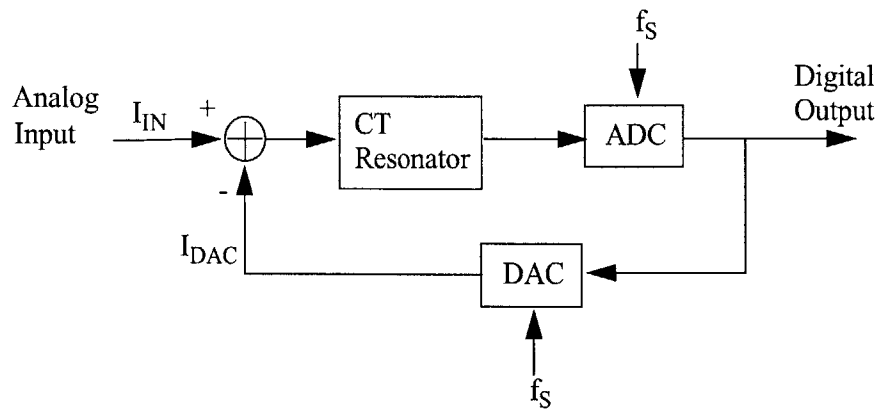 f_S
Analog
Input
I_IN
+
CT
Resonator
ADC
Digital
Output
-
I_DAC
DAC
f_S